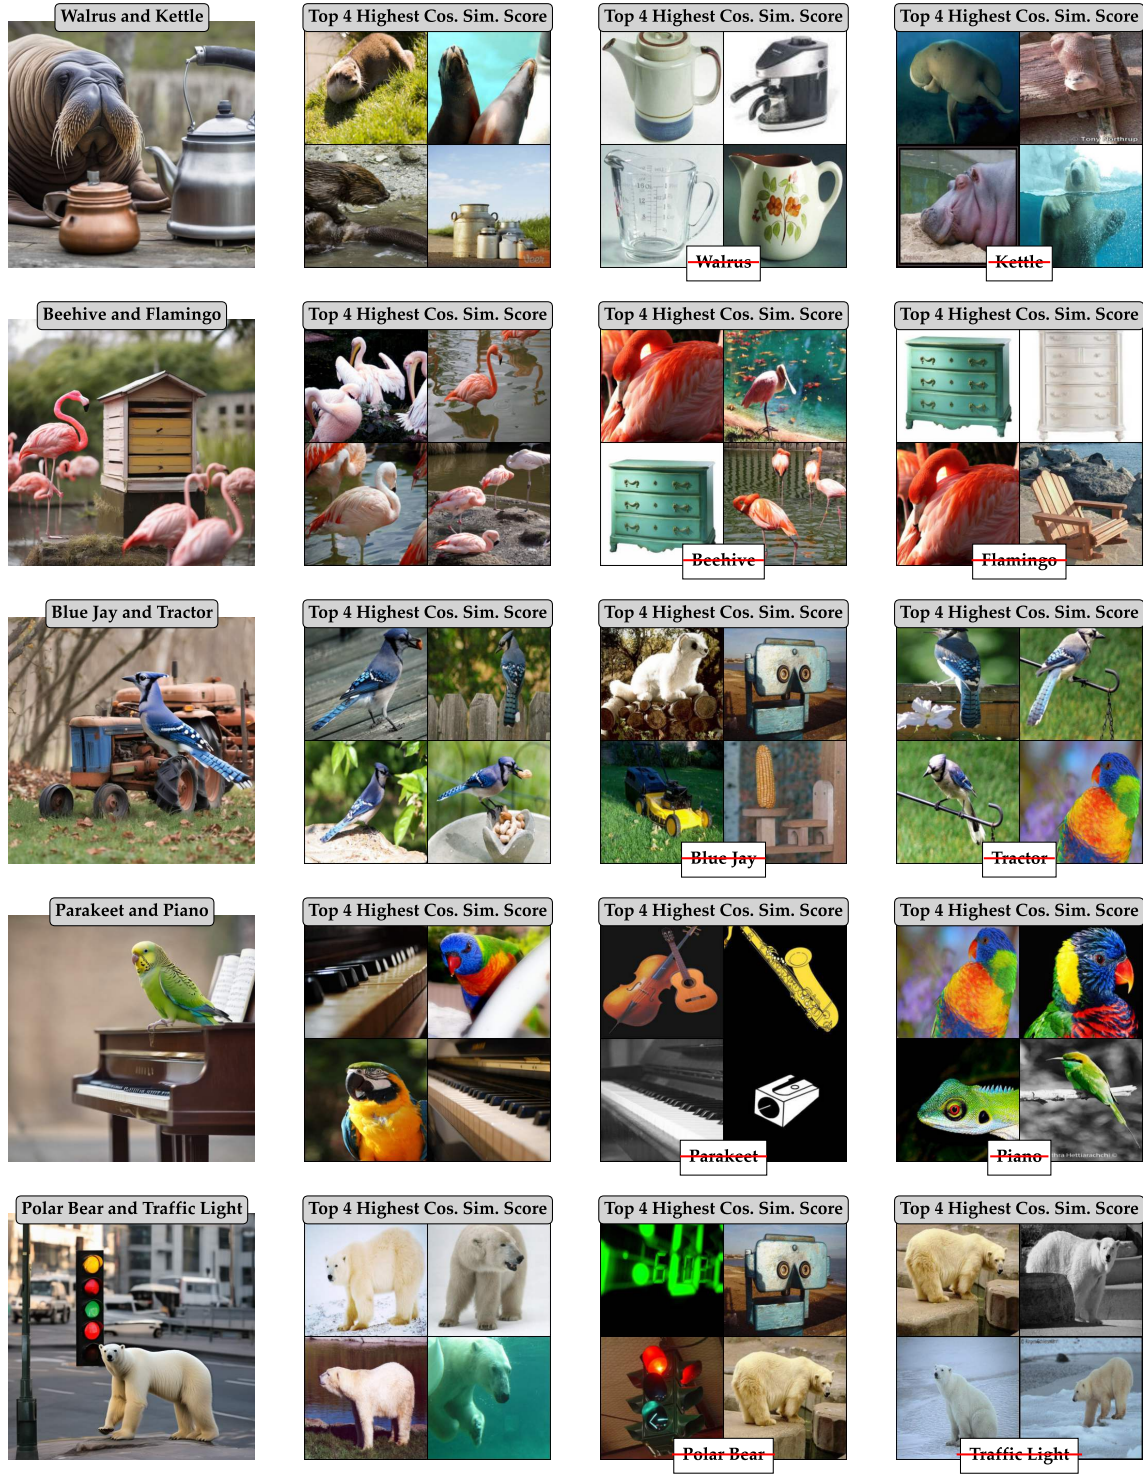 Walrus and Kettle
Top 4 Highest Cos. Sim. Score
Top 4 Highest Cos. Sim. Score
Top 4 Highest Cos. Sim. Score
Walrus
Kettle
Beehive and Flamingo
Top 4 Highest Cos. Sim. Score
Top 4 Highest Cos. Sim. Score
Top 4 Highest Cos. Sim. Score
Beehive
Flamingo
Blue Jay and Tractor
Top 4 Highest Cos. Sim. Score
Top 4 Highest Cos. Sim. Score
Top 4 Highest Cos. Sim. Score
Blue Jay
Tractor
Parakeet and Piano
Top 4 Highest Cos. Sim. Score
Top 4 Highest Cos. Sim. Score
Top 4 Highest Cos. Sim. Score
Parakeet
Piano
Polar Bear and Traffic Light
Top 4 Highest Cos. Sim. Score
Top 4 Highest Cos. Sim. Score
Top 4 Highest Cos. Sim. Score
Polar Bear
Traffic Light